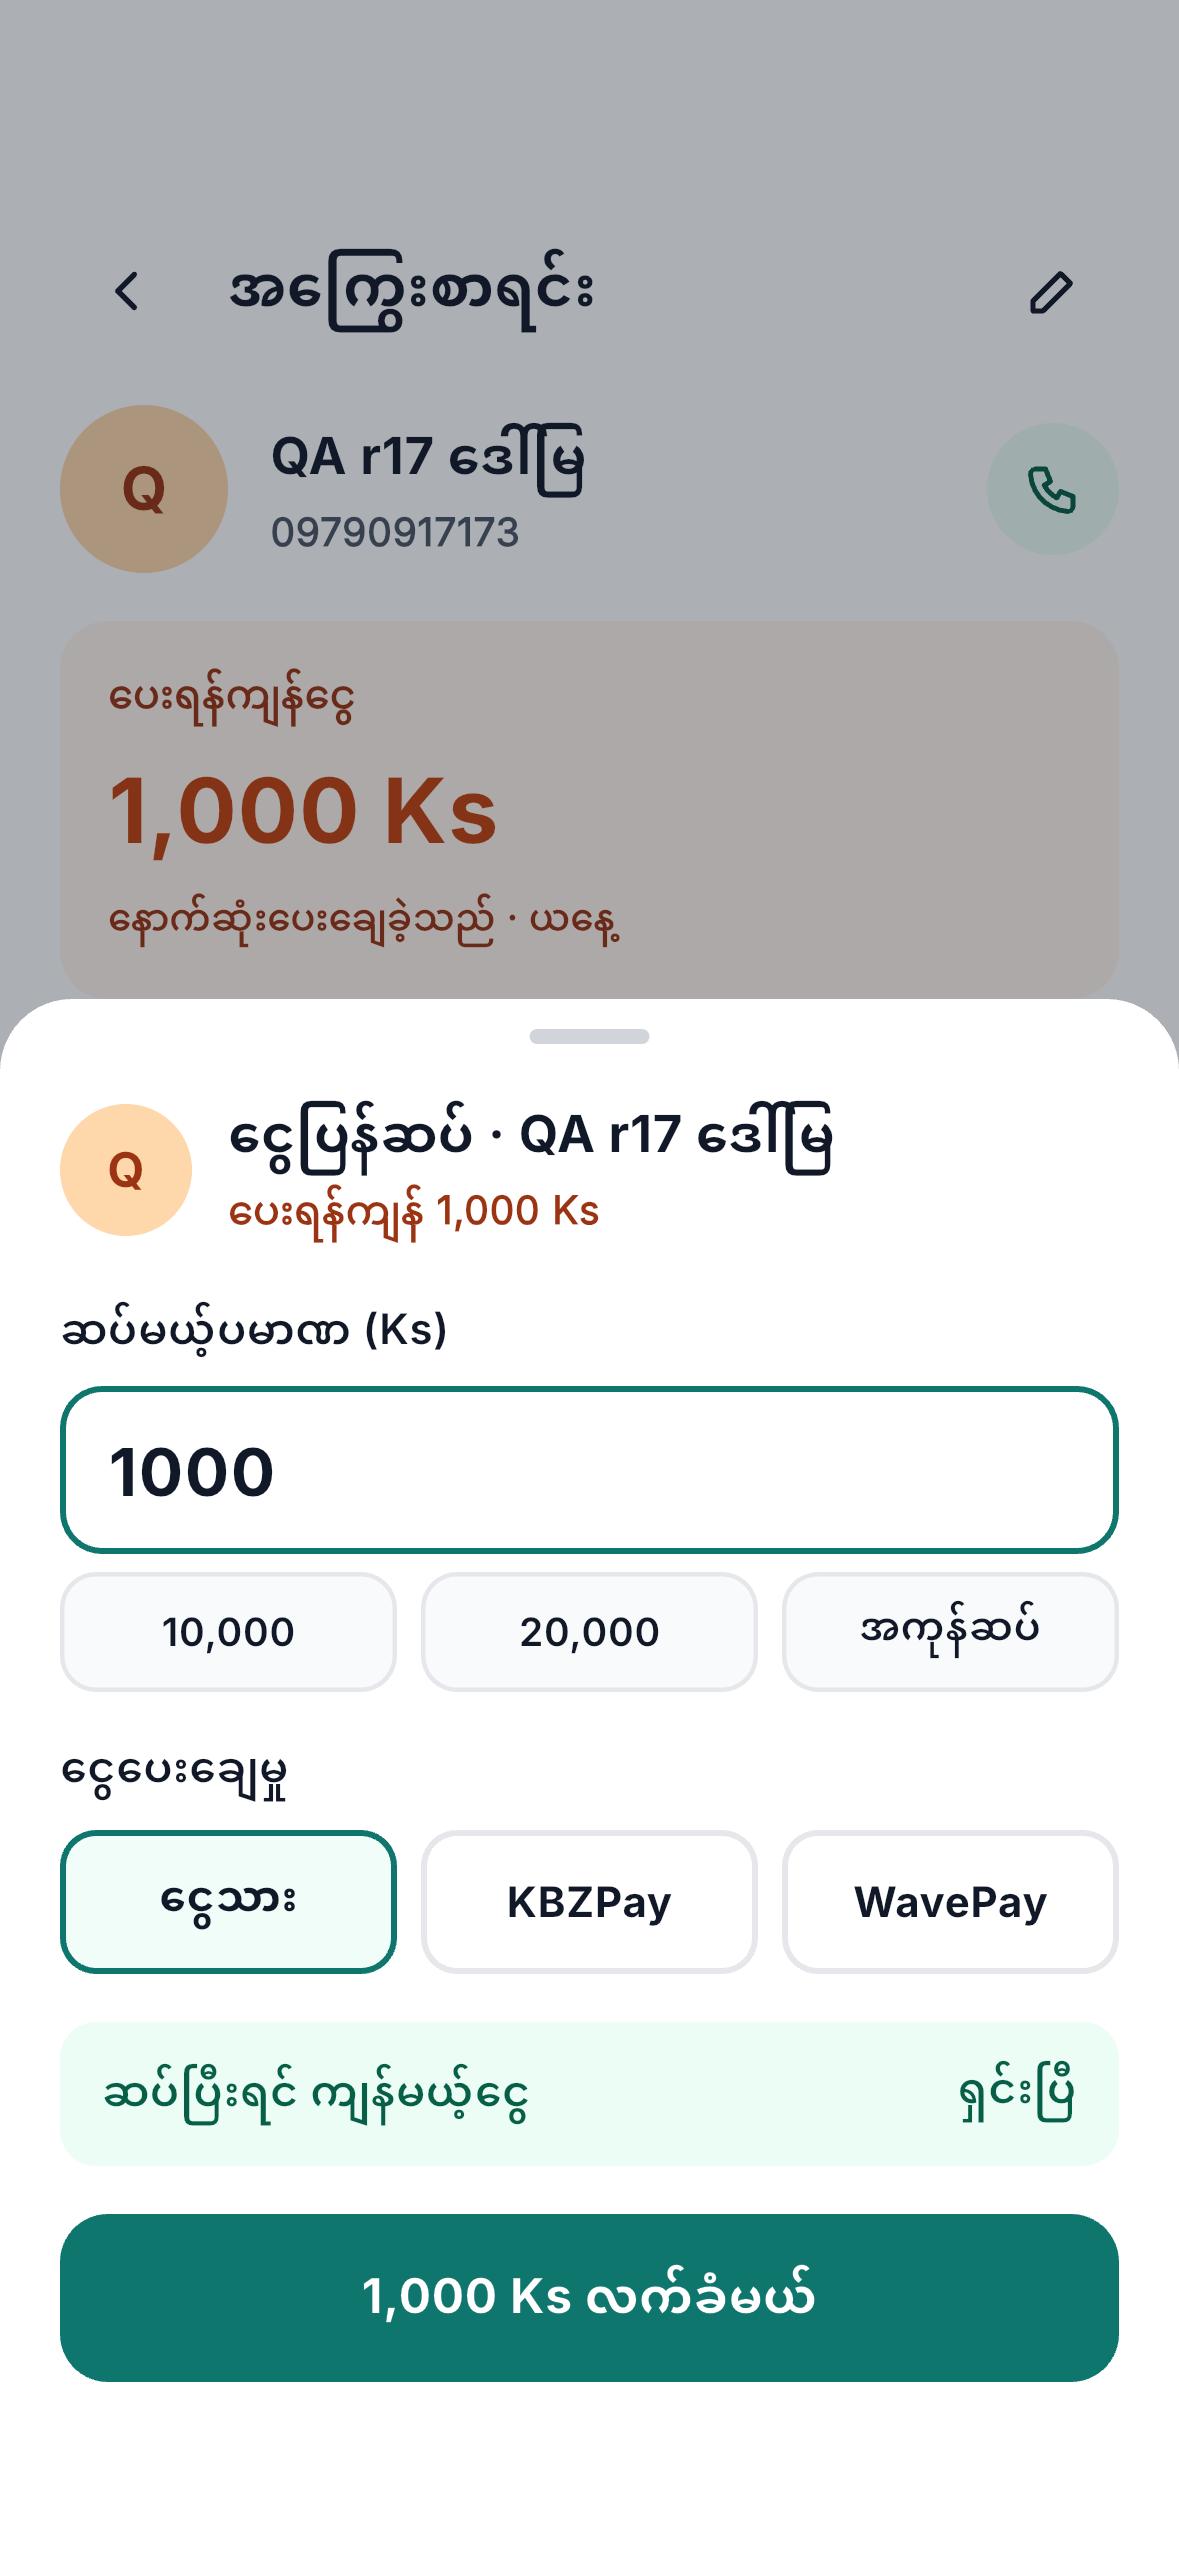 အကြွေးစာရင်း
Q
QA r17 ဒေါ်မြ
09790917173
ပေးရန်ကျန်ငွေ
1,000 Ks
နောက်ဆုံးပေးချေခဲ့သည် · ယနေ့
Q
ငွေပြန်ဆပ် · QA r17 ဒေါ်မြ
ပေးရန်ကျန် 1,000 Ks
ဆပ်မယ့်ပမာဏ (Ks)
1000
10,000
20,000
အကုန်ဆပ်
ငွေပေးချေမှု
ငွေသား
KBZPay
WavePay
ဆပ်ပြီးရင် ကျန်မယ့်ငွေ
ရှင်းပြီ
1,000 Ks လက်ခံမယ်